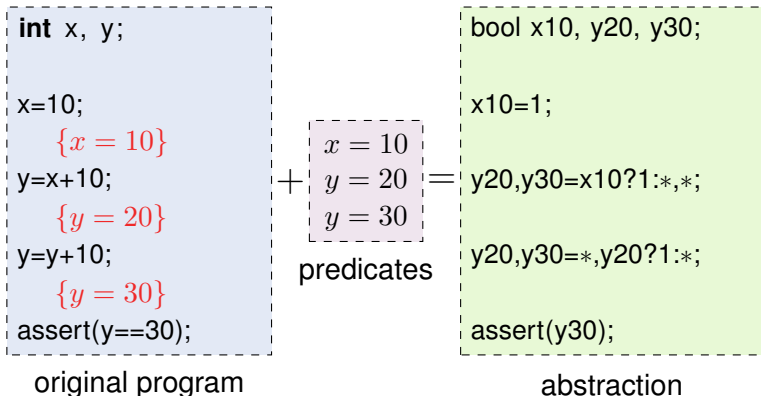 int x, y;
x=10;
{x = 10}
y=x+10;
{y = 20}
y=y+10;
{y = 30}
assert(y==30);
original program
+
x = 10
y = 20
y = 30
predicates
=
bool x10, y20, y30;
x10=1;
y20,y30=x10?1:*,*;
y20,y30=*,y20?1:*;
assert(y30);
abstraction